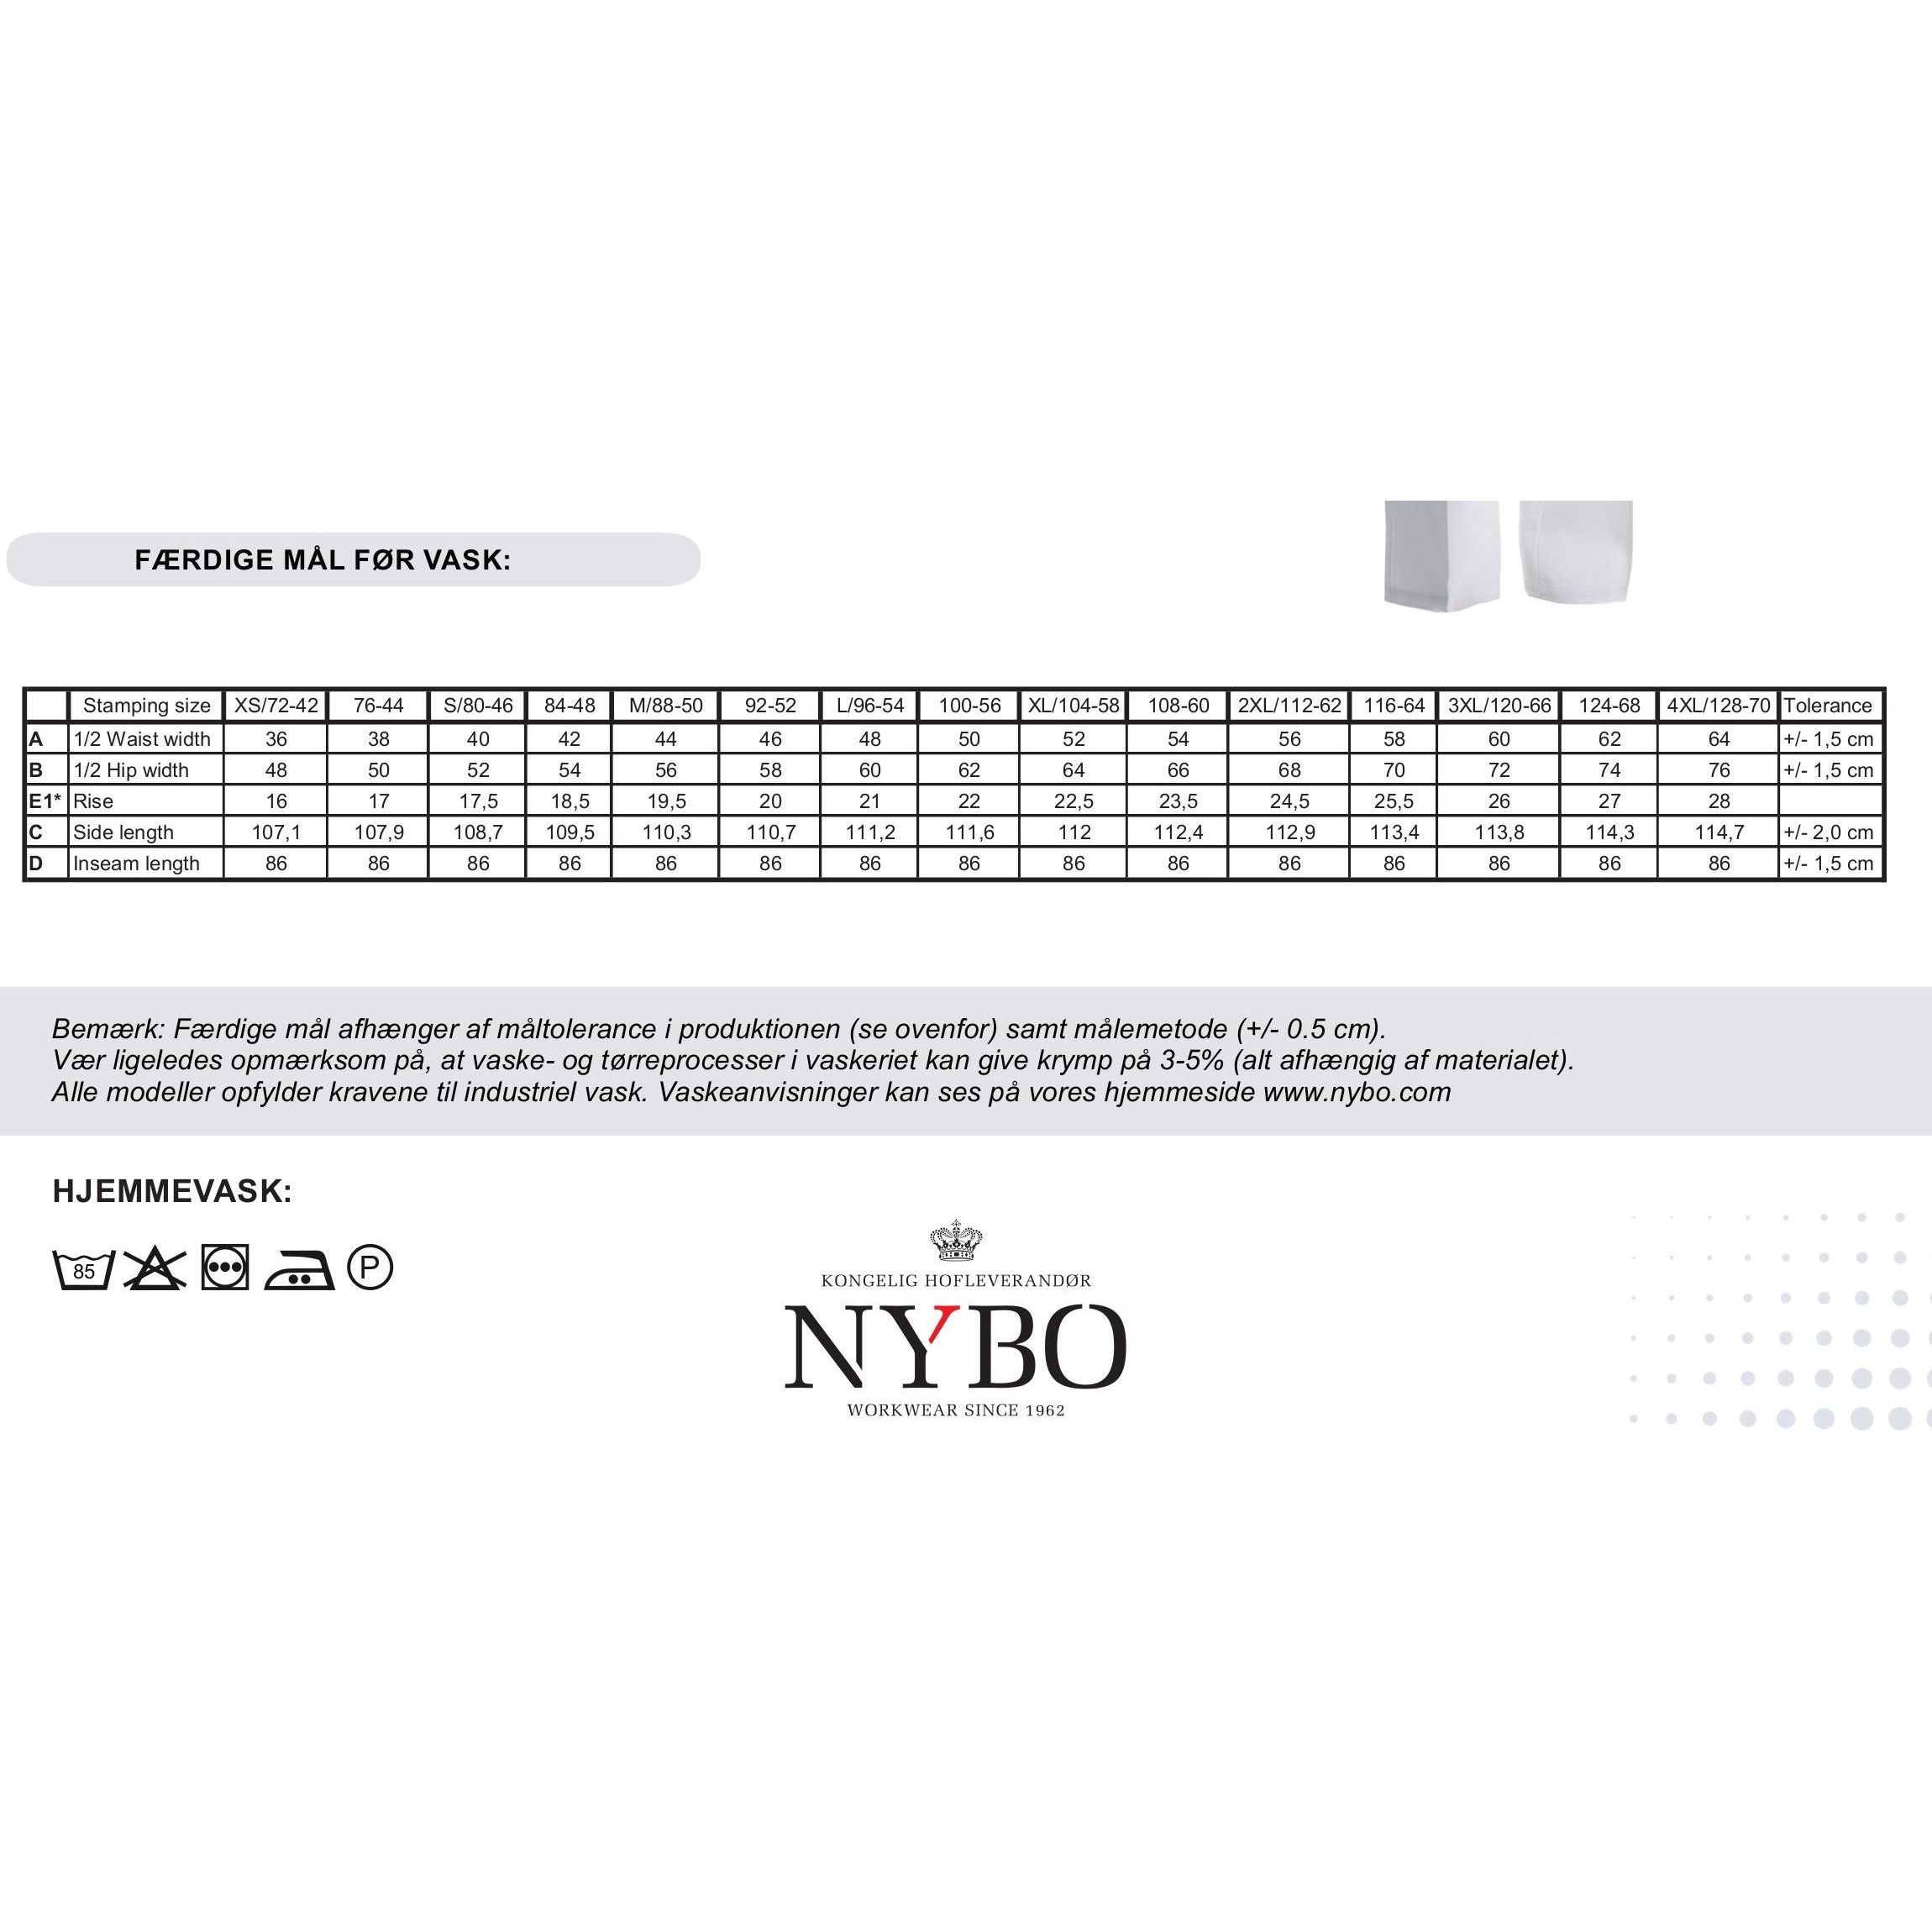 FÆRDIGE MÅL FØR VASK:
Stamping size XS/72-42 76-44 S/80-46 84-48 M/88-50 92-52 L/96-54 100-56 XL/104-58 108-60 2XL/112-62 116-64 3XL/120-66 124-68 4XL/128-70 Tolerance
A 1/2 Waist width 36 38 40 42 44 46 48 50 52 54 56 58 60 62 64 +/- 1,5 cm
B 1/2 Hip width 48 50 52 54 56 58 60 62 64 66 68 70 72 74 76 +/- 1,5 cm
E1* Rise 16 17 17,5 18,5 19,5 20 21 22 22,5 23,5 24,5 25,5 26 27 28
C Side length 107,1 107,9 108,7 109,5 110,3 110,7 111,2 111,6 112 112,4 112,9 113,4 113,8 114,3 114,7 +/- 2,0 cm
D Inseam length 86 86 86 86 86 86 86 86 86 86 86 86 86 86 86 +/- 1,5 cm
Bemærk: Færdige mål afhænger af måltolerance i produktionen (se ovenfor) samt målemetode (+/- 0.5 cm).
Vær ligeledes opmærksom på, at vaske- og tørreprocesser i vaskeriet kan give krymp på 3-5% (alt afhængig af materialet).
Alle modeller opfylder kravene til industriel vask. Vaskeanvisninger kan ses på vores hjemmeside www.nybo.com
HJEMMEVASK:
85 P
KONGELIG HOFLEVERANDØR
NYBO
WORKWEAR SINCE 1962